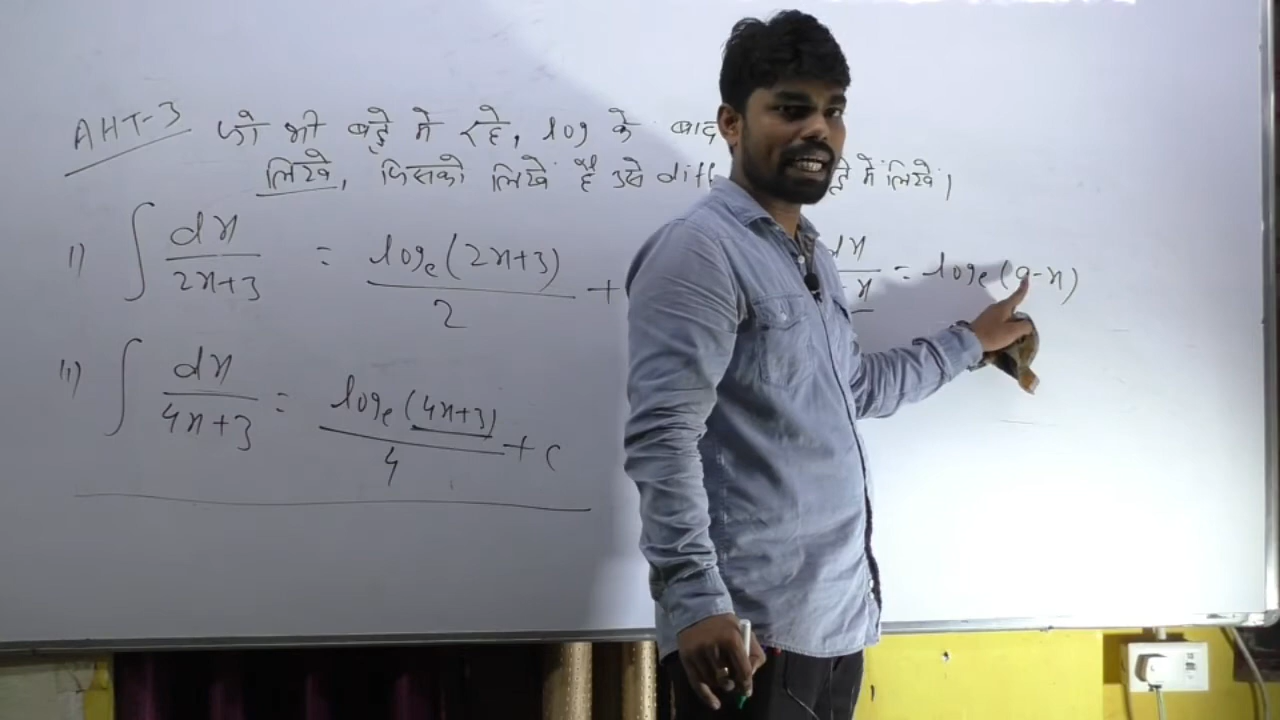 AHT-3 जो भी बट्टे मे रहे, log के बाद
लिखे, जिसको लिखे है उसे diff मे लिखे।
i) ∫ dx/2x+3 = logₑ(2x+3)/2 +
dx/-x = logₑ(a-x)
ii) ∫ dx/4x+3 = logₑ(4x+3)/4 + c